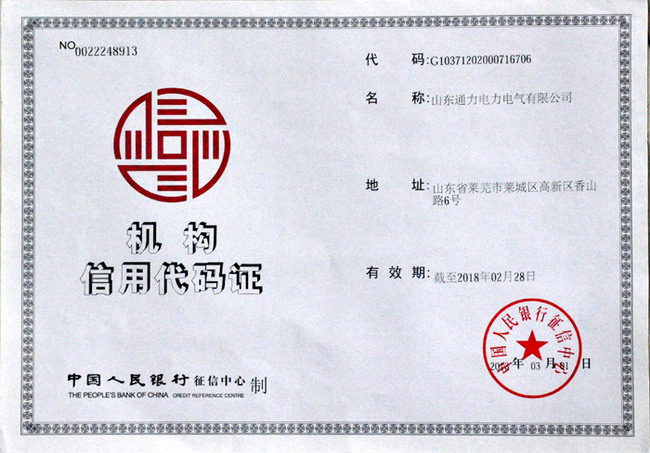 NO 0022248913
机构
信用代码证
中国人民银行征信中心 制
THE PEOPLE'S BANK OF CHINA CREDIT REFERENCE CENTRE
代 码:G10371202000716706
名 称:山东通力电力电气有限公司
地 址:山东省莱芜市莱城区高新区香山
路6号
有效期:截至2018年02月28日
中国人民银行征信中心
年 03 月 01 日